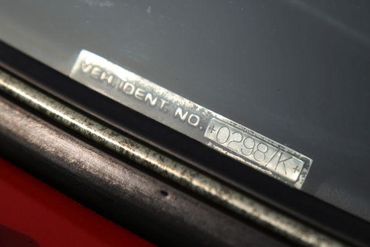 VEH. IDENT. NO. *0298/K*